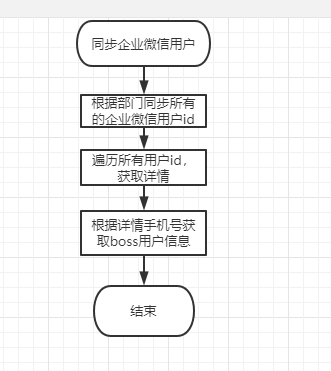 同步企业微信用户
根据部门同步所有
的企业微信用户id
遍历所有用户id，
获取详情
根据详情手机号获
取boss用户信息
结束